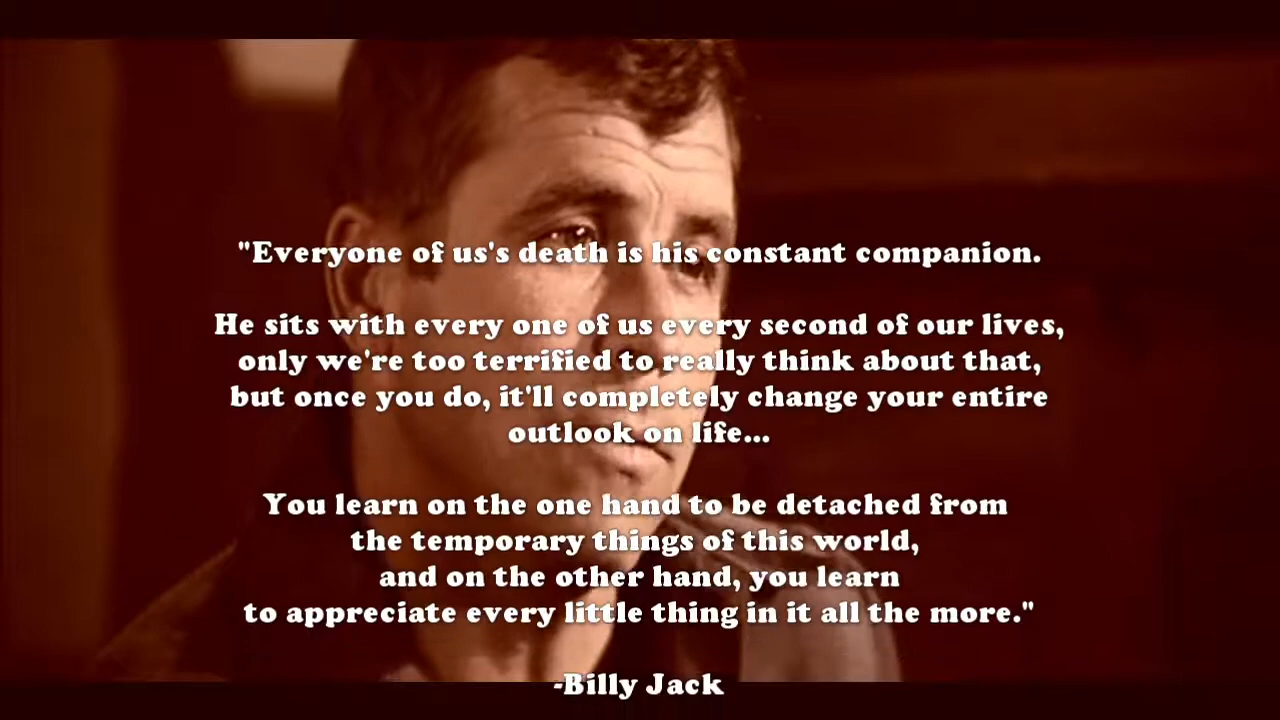 "Everyone of us's death is his constant companion.
He sits with every one of us every second of our lives,
only we're too terrified to really think about that,
but once you do, it'll completely change your entire
outlook on life...
You learn on the one hand to be detached from
the temporary things of this world,
and on the other hand, you learn
to appreciate every little thing in it all the more."
-Billy Jack